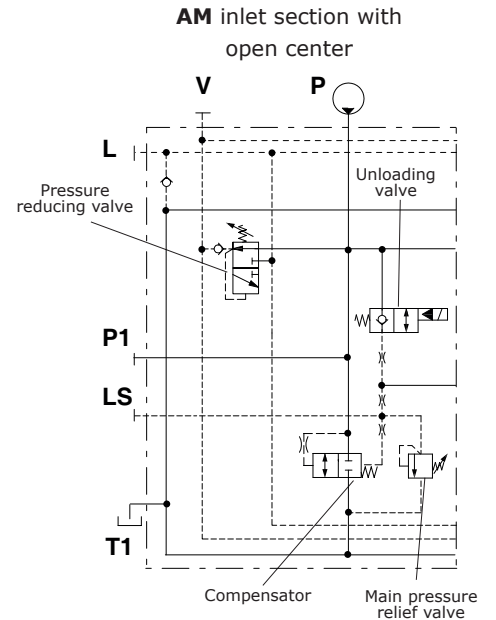 AM inlet section with
open center
V
P
L
Unloading
valve
Pressure
reducing valve
P1
LS
T1
Compensator
Main pressure
relief valve